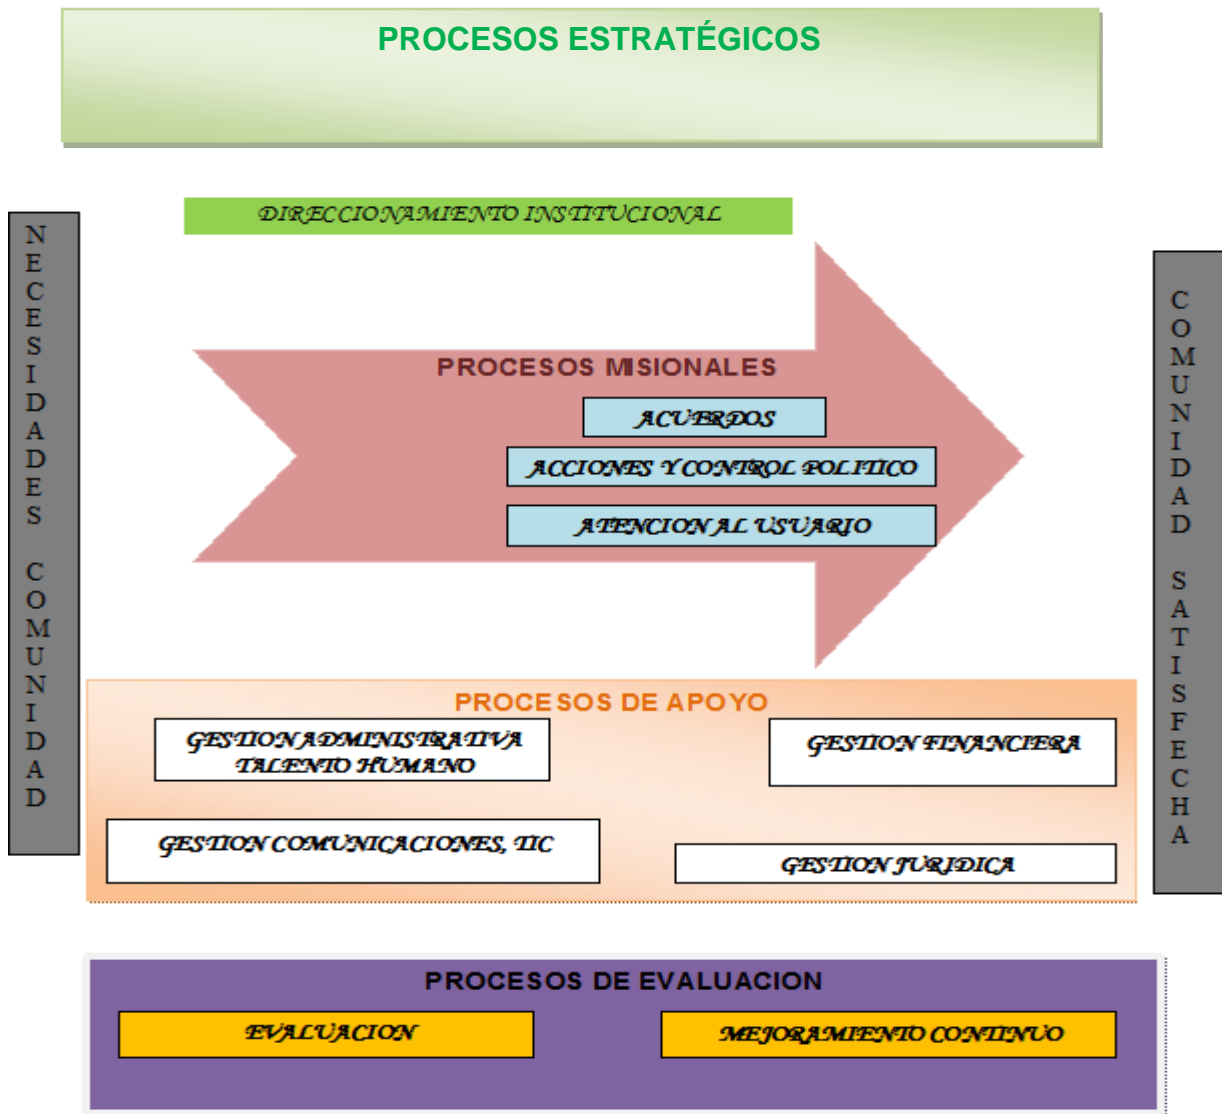 PROCESOS ESTRATÉGICOS
DIRECCIONAMIENTO INSTITUCIONAL
NECESIDADES COMUNIDAD
PROCESOS MISIONALES
ACUERDOS
ACCIONES Y CONTROL POLITICO
ATENCION AL USUARIO
COMUNIDAD SATISFECHA
PROCESOS DE APOYO
GESTION ADMINISTRATIVA
TALENTO HUMANO
GESTION FINANCIERA
GESTION COMUNICACIONES, TIC
GESTION JURIDICA
PROCESOS DE EVALUACION
EVALUACION
MEJORAMIENTO CONTINUO